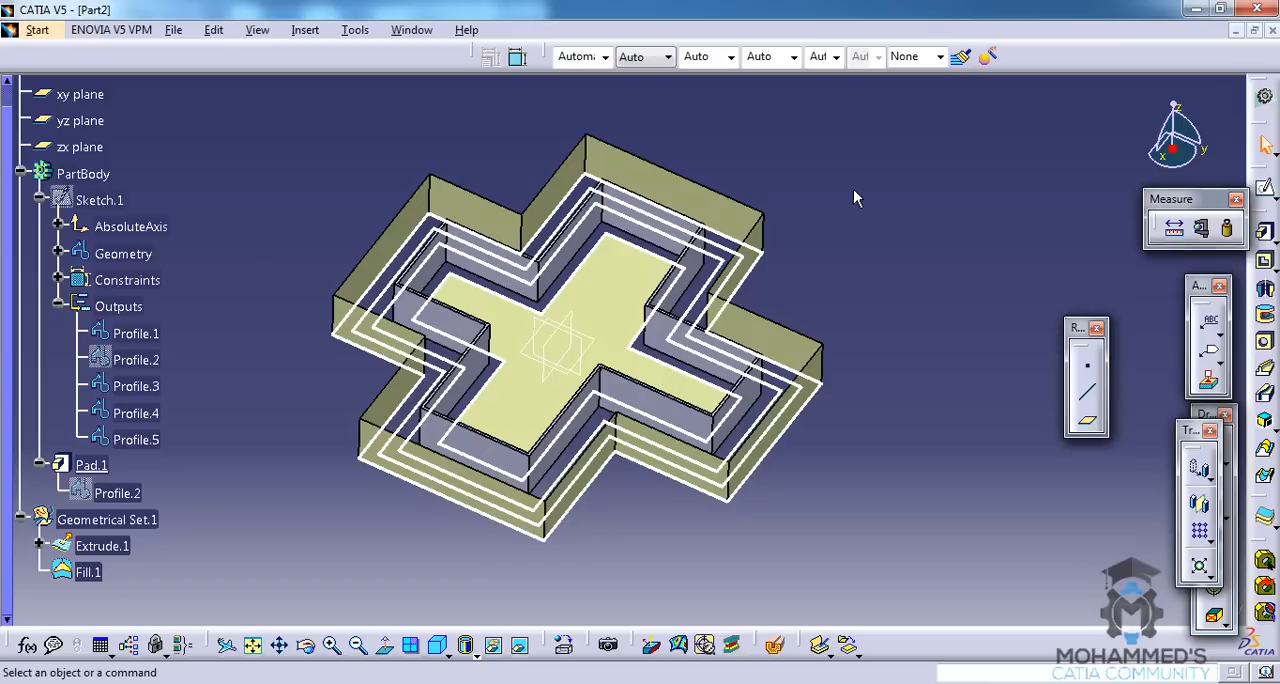 CATIA V5 - [Part2]
Start ENOVIA V5 VPM File Edit View Insert Tools Window Help
Auto Auto Auto None
xy plane
yz plane
zx plane
PartBody
Sketch.1
AbsoluteAxis
Geometry
Constraints
Outputs
Profile.1
Profile.2
Profile.3
Profile.4
Profile.5
Pad.1
Profile.2
Geometrical Set.1
Extrude.1
Fill.1
z
y
x
Measure
A...
R...
Dr...
Tr...
ABC
f(x)
MOHAMMED'S
CATIA COMMUNITY
CATIA
Select an object or a command